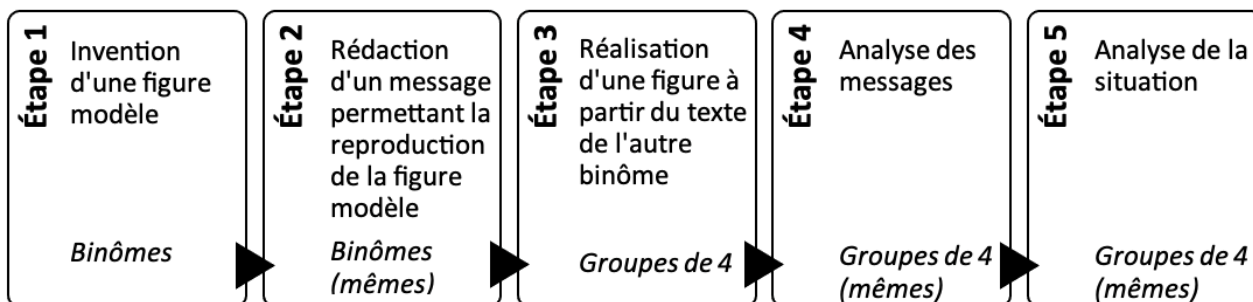 Étape 1
Invention
d'une figure
modèle
Binômes
Étape 2
Rédaction
d'un message
permettant la
reproduction
de la figure
modèle
Binômes
(mêmes)
Étape 3
Réalisation
d'une figure à
partir du texte
de l'autre
binôme
Groupes de 4
Étape 4
Analyse des
messages
Groupes de 4
(mêmes)
Étape 5
Analyse de la
situation
Groupes de 4
(mêmes)